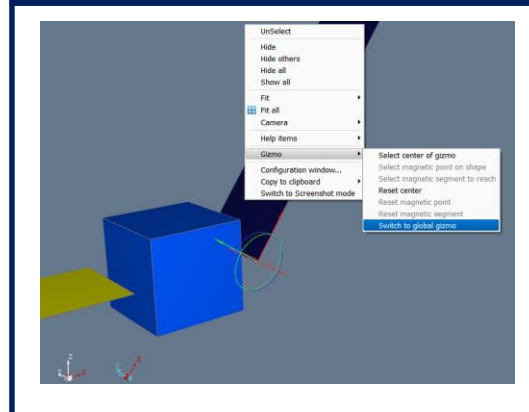 UnSelect
Hide
Hide others
Hide all
Show all
Fit
Fit all
Camera
Help items
Gizmo
Configuration window...
Copy to clipboard
Switch to Screenshot mode
Select center of gizmo
Select magnetic point on shape
Select magnetic segment to reach
Reset center
Reset magnetic point
Reset magnetic segment
Switch to global gizmo
Z
Z